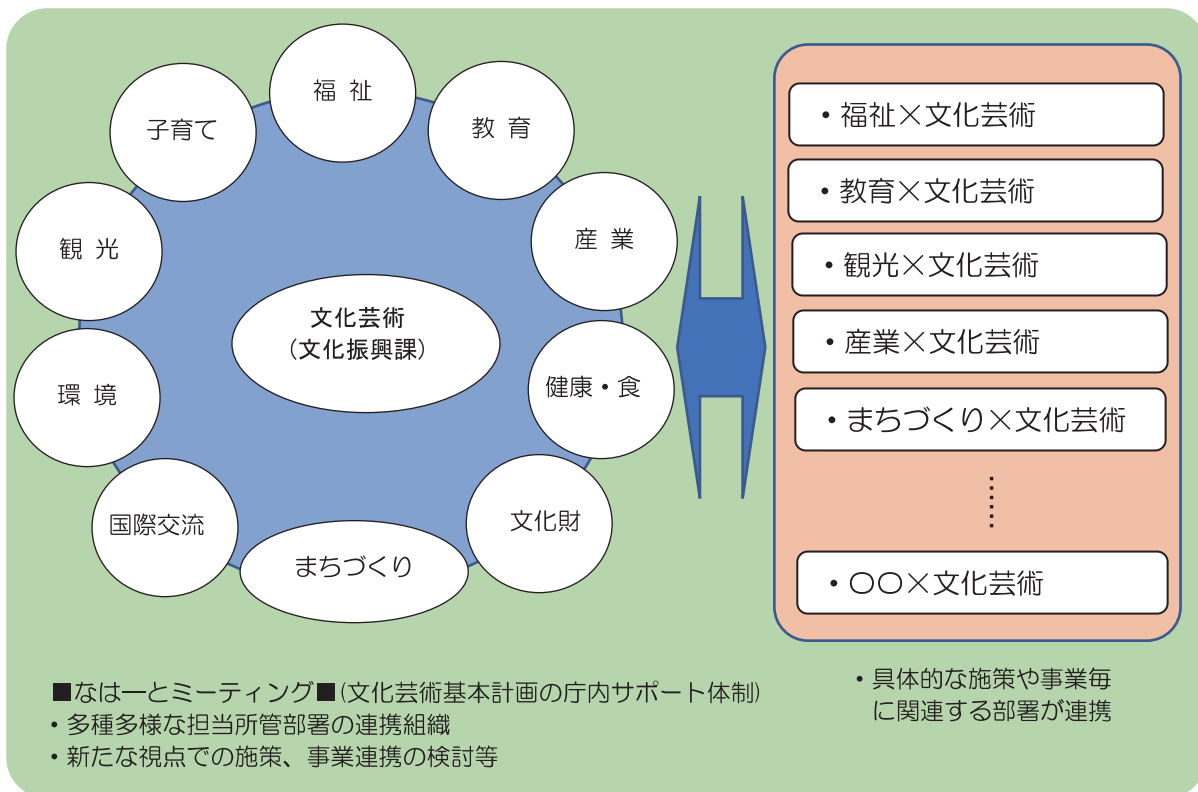 福 祉
子育て
教 育
観 光
産 業
文化芸術
(文化振興課)
環 境
健康・食
国際交流
文化財
まちづくり
・福祉×文化芸術
・教育×文化芸術
・観光×文化芸術
・産業×文化芸術
・まちづくり×文化芸術
・〇〇×文化芸術
■なはーとミーティング■(文化芸術基本計画の庁内サポート体制)
・多種多様な担当所管部署の連携組織
・新たな視点での施策、事業連携の検討等
・具体的な施策や事業毎
に関連する部署が連携